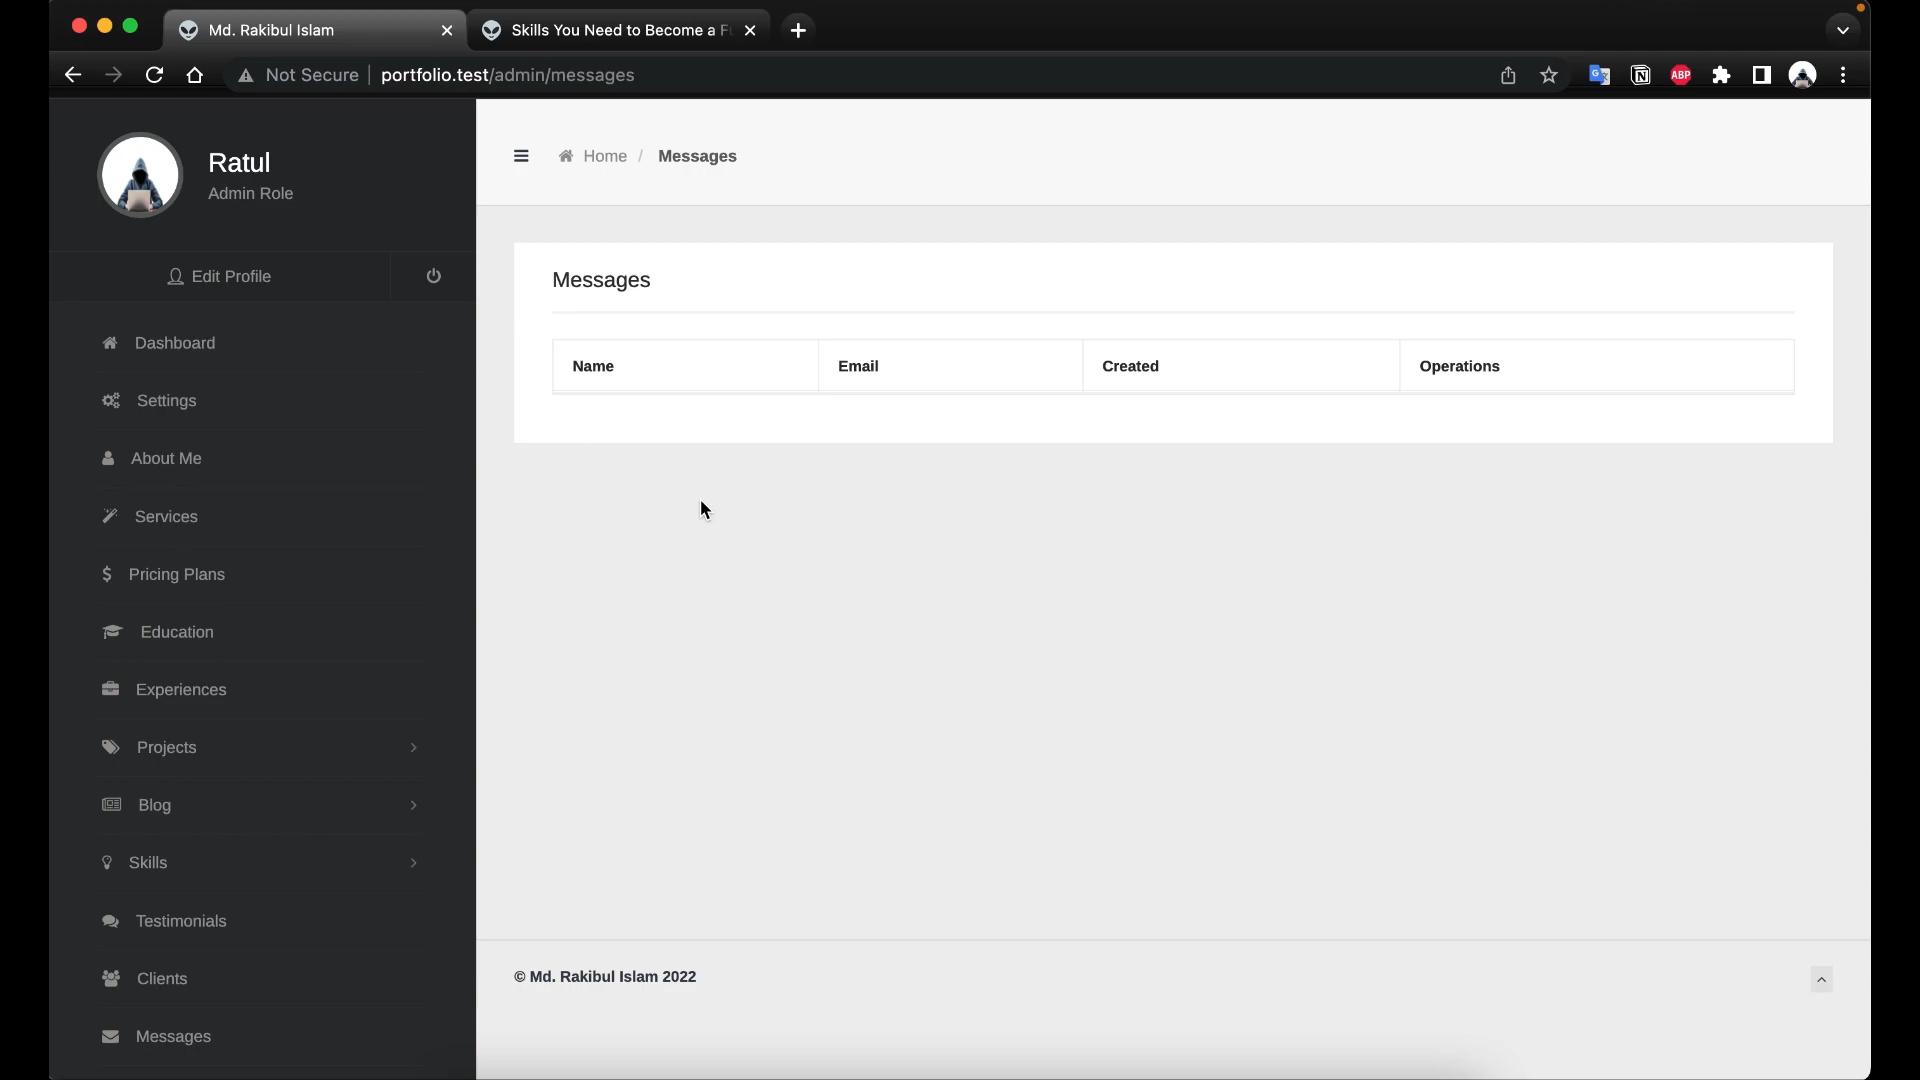 Md. Rakibul Islam
Skills You Need to Become a F
Not Secure
portfolio.test/admin/messages
ABP
Ratul
Admin Role
Edit Profile
Home / Messages
Messages
Name Email Created Operations
Dashboard
Settings
About Me
Services
Pricing Plans
Education
Experiences
Projects
Blog
Skills
Testimonials
Clients
Messages
© Md. Rakibul Islam 2022